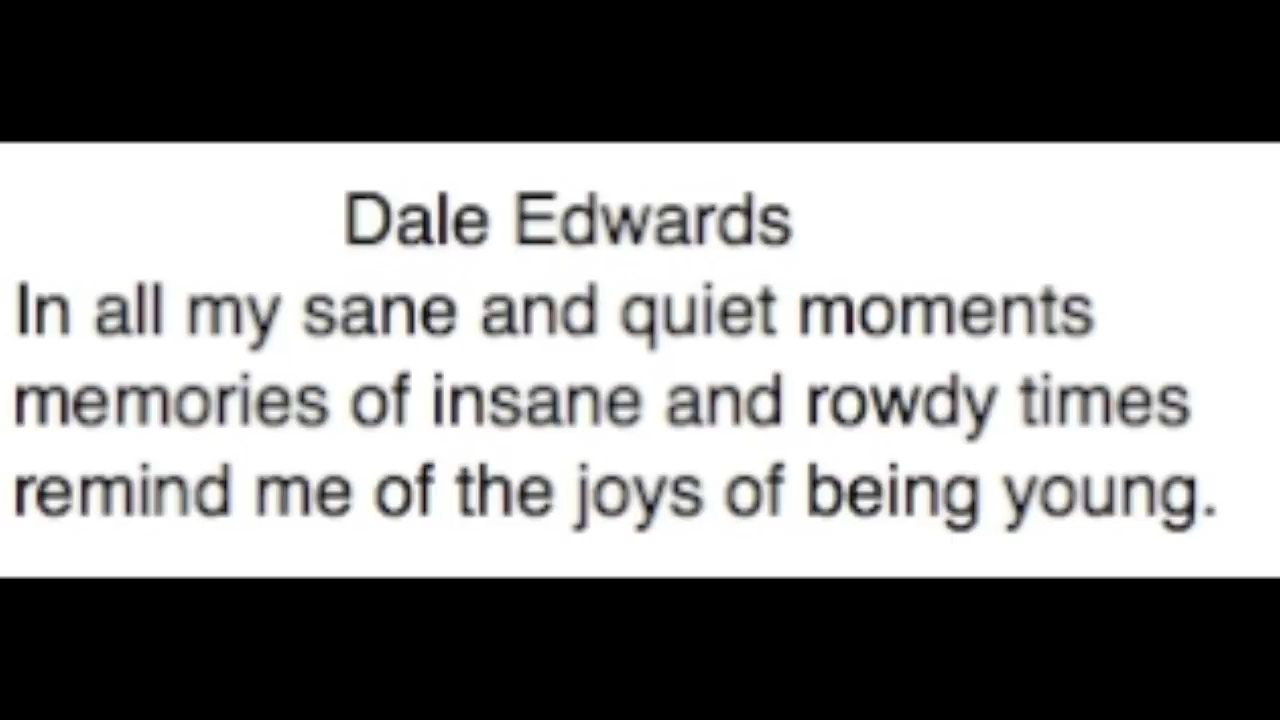 Dale Edwards
In all my sane and quiet moments
memories of insane and rowdy times
remind me of the joys of being young.